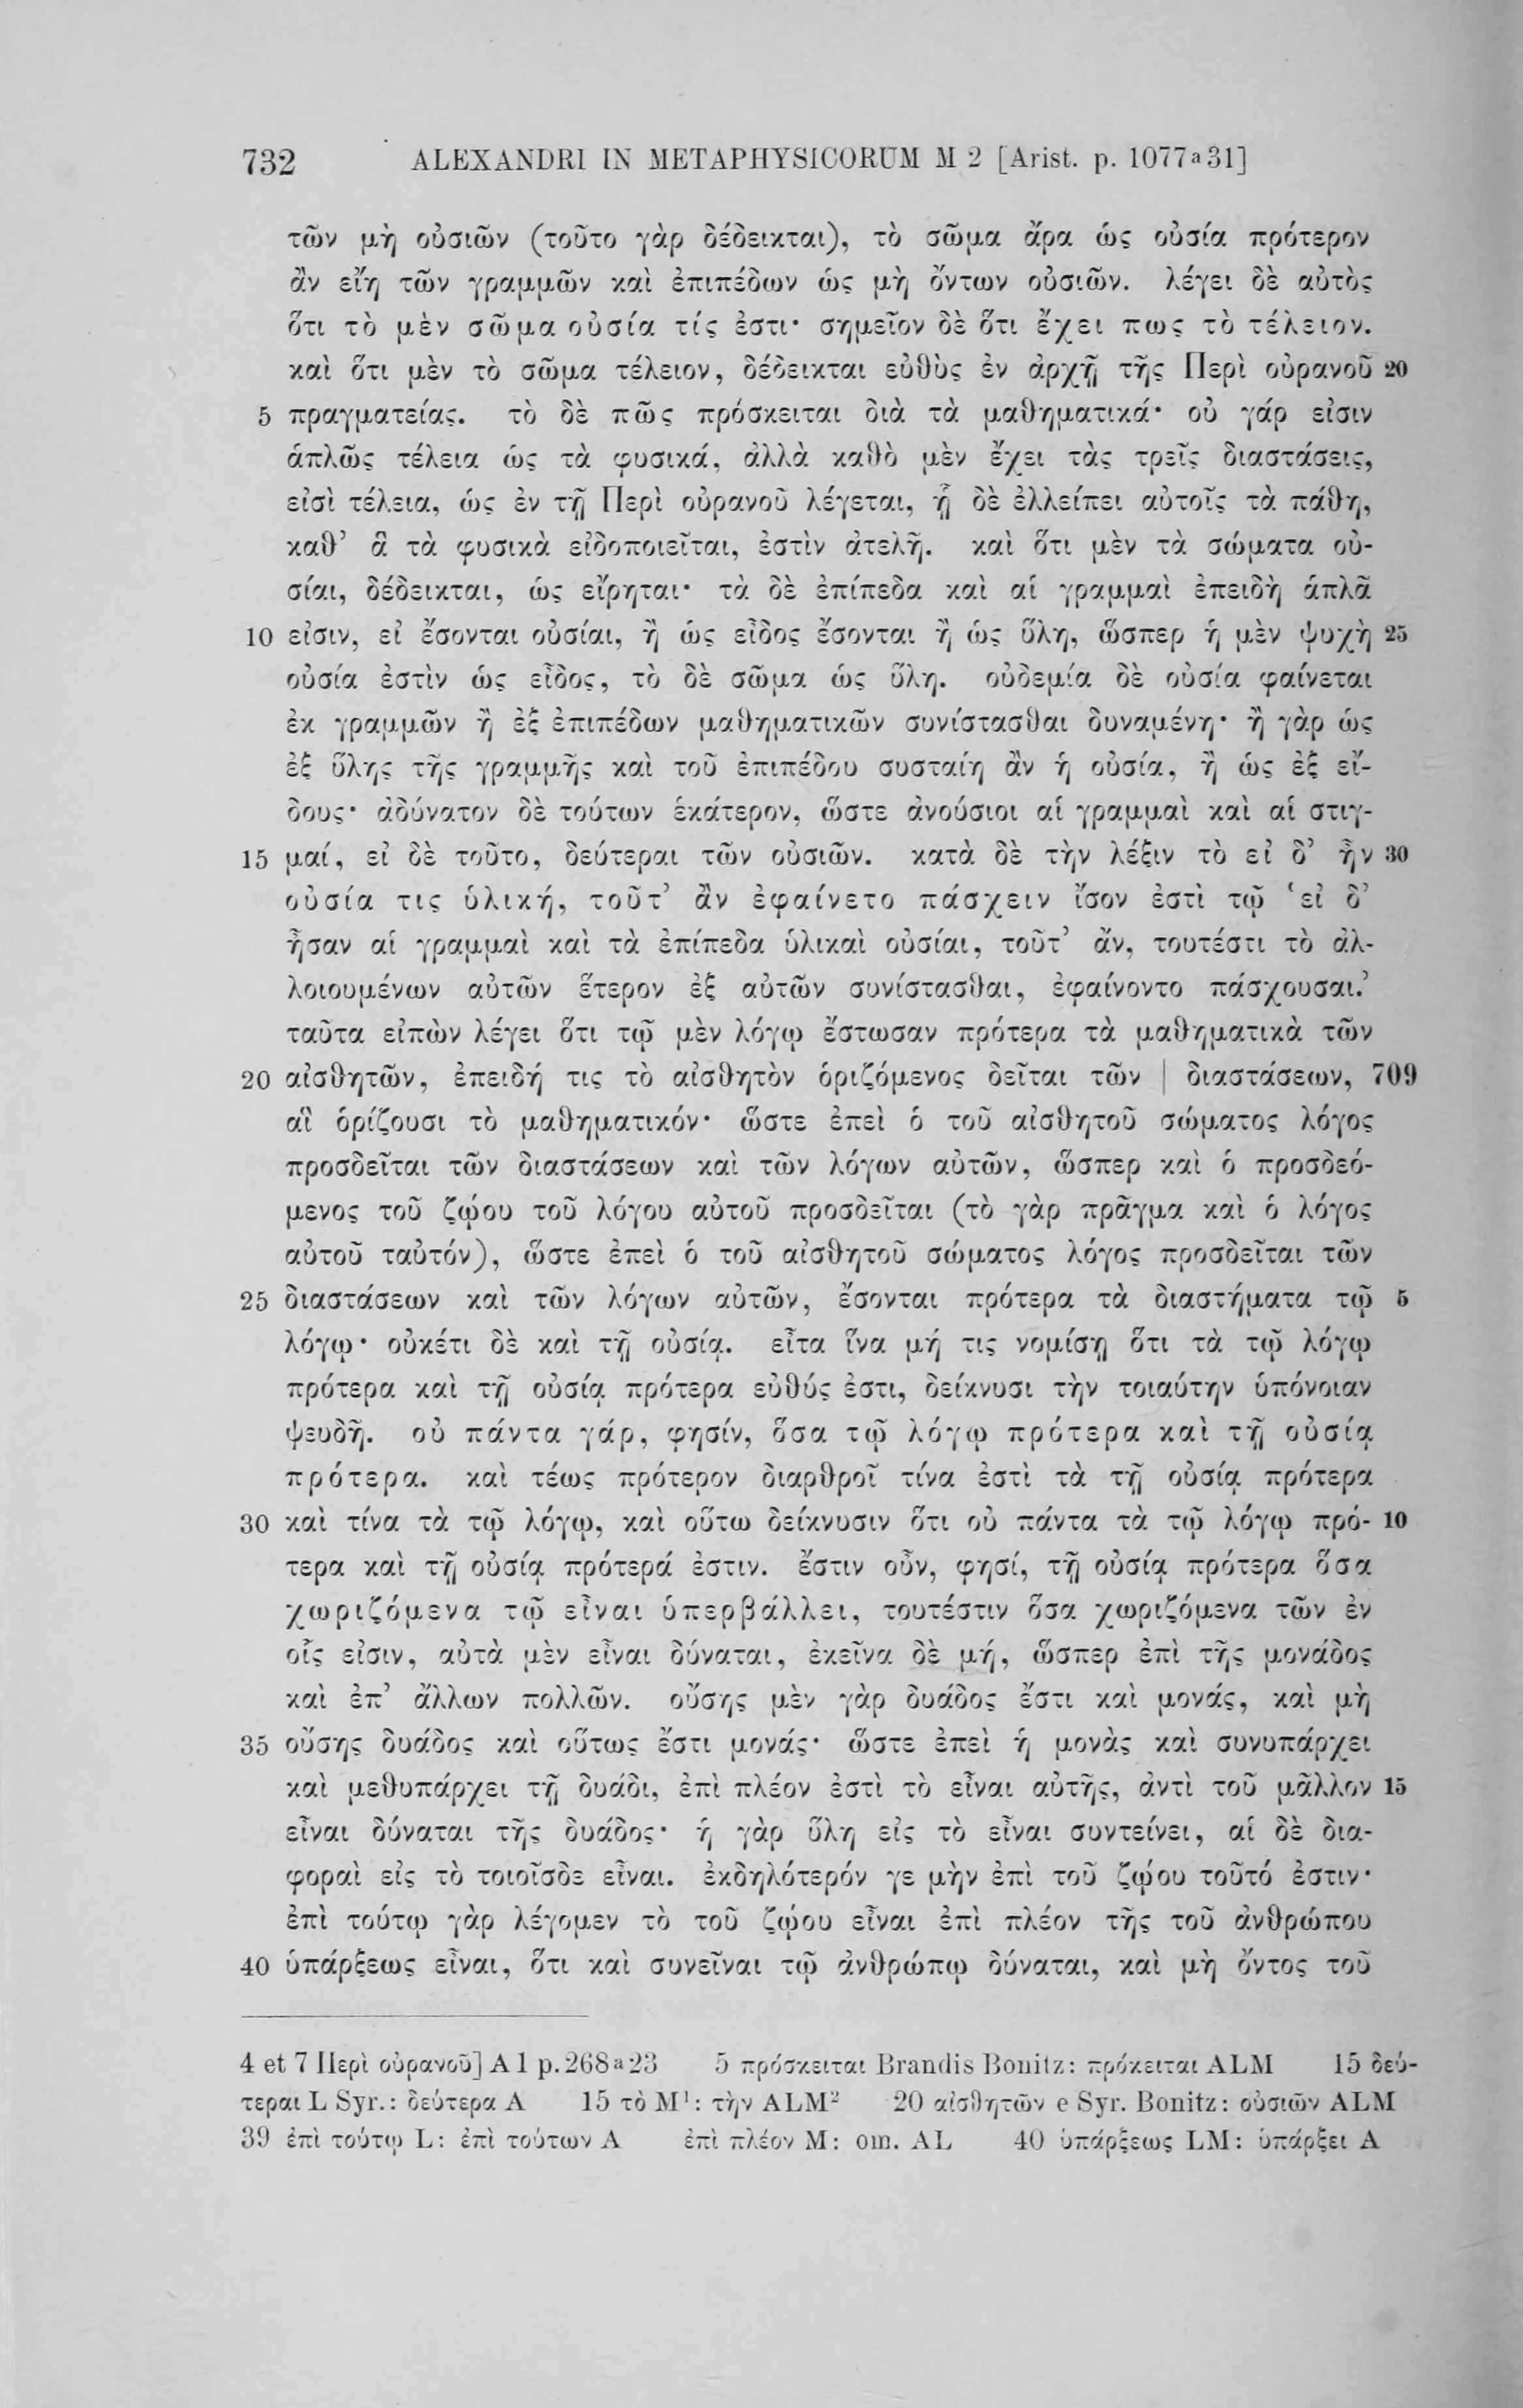 732 ALEXANDRI IN METAPHYSICORUM M 2 [Arist. p. 1077a31]
τῶν μὴ οὐσιῶν (τοῦτο γὰρ δέδεικται), τὸ σῶμα ἄρα ὡς οὐσία πρότερον
ἂν εἴη τῶν γραμμῶν καὶ ἐπιπέδων ὡς μὴ ὄντων οὐσιῶν. λέγει δὲ αὐτὸς
ὅτι τὸ μὲν σῶμα οὐσία τίς ἐστι· σημεῖον δὲ ὅτι ἔχει πως τὸ τέλειον.
καὶ ὅτι μὲν τὸ σῶμα τέλειον, δέδεικται εὐθὺς ἐν ἀρχῇ τῆς Περὶ οὐρανοῦ 20
5 πραγματείας. τὸ δὲ πῶς πρόσκειται διὰ τὰ μαθηματικά· οὐ γάρ εἰσιν
ἁπλῶς τέλεια ὡς τὰ φυσικά, ἀλλὰ καθὸ μὲν ἔχει τὰς τρεῖς διαστάσεις,
εἰσὶ τέλεια, ὡς ἐν τῇ Περὶ οὐρανοῦ λέγεται, ᾗ δὲ ἐλλείπει αὐτοῖς τὰ πάθη,
καθ’ ἃ τὰ φυσικὰ εἰδοποιεῖται, ἐστὶν ἀτελῆ. καὶ ὅτι μὲν τὰ σώματα οὐ-
σίαι, δέδεικται, ὡς εἴρηται· τὰ δὲ ἐπίπεδα καὶ αἱ γραμμαὶ ἐπειδὴ ἁπλᾶ
10 εἰσιν, εἰ ἔσονται οὐσίαι, ἢ ὡς εἶδος ἔσονται ἢ ὡς ὕλη, ὥσπερ ἡ μὲν ψυχὴ 25
οὐσία ἐστὶν ὡς εἶδος, τὸ δὲ σῶμα ὡς ὕλη. οὐδεμία δὲ οὐσία φαίνεται
ἐκ γραμμῶν ἢ ἐξ ἐπιπέδων μαθηματικῶν συνίστασθαι δυναμένη· ἢ γὰρ ὡς
ἐξ ὕλης τῆς γραμμῆς καὶ τοῦ ἐπιπέδου συσταίη ἂν ἡ οὐσία, ἢ ὡς ἐξ εἴ-
δους· ἀδύνατον δὲ τούτων ἑκάτερον, ὥστε ἀνούσιοι αἱ γραμμαὶ καὶ αἱ στιγ-
15 μαί, εἰ δὲ τοῦτο, δεύτεραι τῶν οὐσιῶν. κατὰ δὲ τὴν λέξιν τὸ εἰ δ’ ἦν 30
οὐσία τις ὑλική, τοῦτ’ ἂν ἐφαίνετο πάσχειν ἴσον ἐστὶ τῷ ‘εἰ δ’
ἦσαν αἱ γραμμαὶ καὶ τὰ ἐπίπεδα ὑλικαὶ οὐσίαι, τοῦτ’ ἄν, τουτέστι τὸ ἀλ-
λοιουμένων αὐτῶν ἕτερον ἐξ αὐτῶν συνίστασθαι, ἐφαίνοντο πάσχουσαι.’
ταῦτα εἰπὼν λέγει ὅτι τῷ μὲν λόγῳ ἔστωσαν πρότερα τὰ μαθηματικὰ τῶν
20 αἰσθητῶν, ἐπειδή τις τὸ αἰσθητὸν ὁριζόμενος δεῖται τῶν | διαστάσεων, 709
αἳ ὁρίζουσι τὸ μαθηματικόν· ὥστε ἐπεὶ ὁ τοῦ αἰσθητοῦ σώματος λόγος
προσδεῖται τῶν διαστάσεων καὶ τῶν λόγων αὐτῶν, ὥσπερ καὶ ὁ προσδεό-
μενος τοῦ ζῴου τοῦ λόγου αὐτοῦ προσδεῖται (τὸ γὰρ πρᾶγμα καὶ ὁ λόγος
αὐτοῦ ταὐτόν), ὥστε ἐπεὶ ὁ τοῦ αἰσθητοῦ σώματος λόγος προσδεῖται τῶν
25 διαστάσεων καὶ τῶν λόγων αὐτῶν, ἔσονται πρότερα τὰ διαστήματα τῷ 5
λόγῳ· οὐκέτι δὲ καὶ τῇ οὐσίᾳ. εἶτα ἵνα μή τις νομίσῃ ὅτι τὰ τῷ λόγῳ
πρότερα καὶ τῇ οὐσίᾳ πρότερα εὐθύς ἐστι, δείκνυσι τὴν τοιαύτην ὑπόνοιαν
ψευδῆ. οὐ πάντα γάρ, φησίν, ὅσα τῷ λόγῳ πρότερα καὶ τῇ οὐσίᾳ
πρότερα. καὶ τέως πρότερον διαρθροῖ τίνα ἐστὶ τὰ τῇ οὐσίᾳ πρότερα
30 καὶ τίνα τὰ τῷ λόγῳ, καὶ οὕτω δείκνυσιν ὅτι οὐ πάντα τὰ τῷ λόγῳ πρό- 10
τερα καὶ τῇ οὐσίᾳ πρότερά ἐστιν. ἔστιν οὖν, φησί, τῇ οὐσίᾳ πρότερα ὅσα
χωριζόμενα τῷ εἶναι ὑπερβάλλει, τουτέστιν ὅσα χωριζόμενα τῶν ἐν
οἷς εἰσιν, αὐτὰ μὲν εἶναι δύναται, ἐκεῖνα δὲ μή, ὥσπερ ἐπὶ τῆς μονάδος
καὶ ἐπ’ ἄλλων πολλῶν. οὔσης μὲν γὰρ δυάδος ἔστι καὶ μονάς, καὶ μὴ
35 οὔσης δυάδος καὶ οὕτως ἔστι μονάς· ὥστε ἐπεὶ ἡ μονὰς καὶ συνυπάρχει
καὶ μεθυπάρχει τῇ δυάδι, ἐπὶ πλέον ἐστὶ τὸ εἶναι αὐτῆς, ἀντὶ τοῦ μᾶλλον 15
εἶναι δύναται τῆς δυάδος· ἡ γὰρ ὕλη εἰς τὸ εἶναι συντείνει, αἱ δὲ δια-
φοραὶ εἰς τὸ τοιοῖσδε εἶναι. ἐκδηλότερόν γε μὴν ἐπὶ τοῦ ζῴου τοῦτό ἐστιν·
ἐπὶ τούτῳ γὰρ λέγομεν τὸ τοῦ ζῴου εἶναι ἐπὶ πλέον τῆς τοῦ ἀνθρώπου
40 ὑπάρξεως εἶναι, ὅτι καὶ συνεῖναι τῷ ἀνθρώπῳ δύναται, καὶ μὴ ὄντος τοῦ
4 et 7 Περὶ οὐρανοῦ] A 1 p. 268a23 5 πρόσκειται Brandis Bonitz: πρόκειται ALM 15 δεύ-
τεραι L Syr.: δεύτερα A 15 τὸ M1: τὴν ALM2 20 αἰσθητῶν e Syr. Bonitz: οὐσιῶν ALM
39 ἐπὶ τούτῳ L: ἐπὶ τούτων A ἐπὶ πλέον M: om. AL 40 ὑπάρξεως LM: ὑπάρξει A